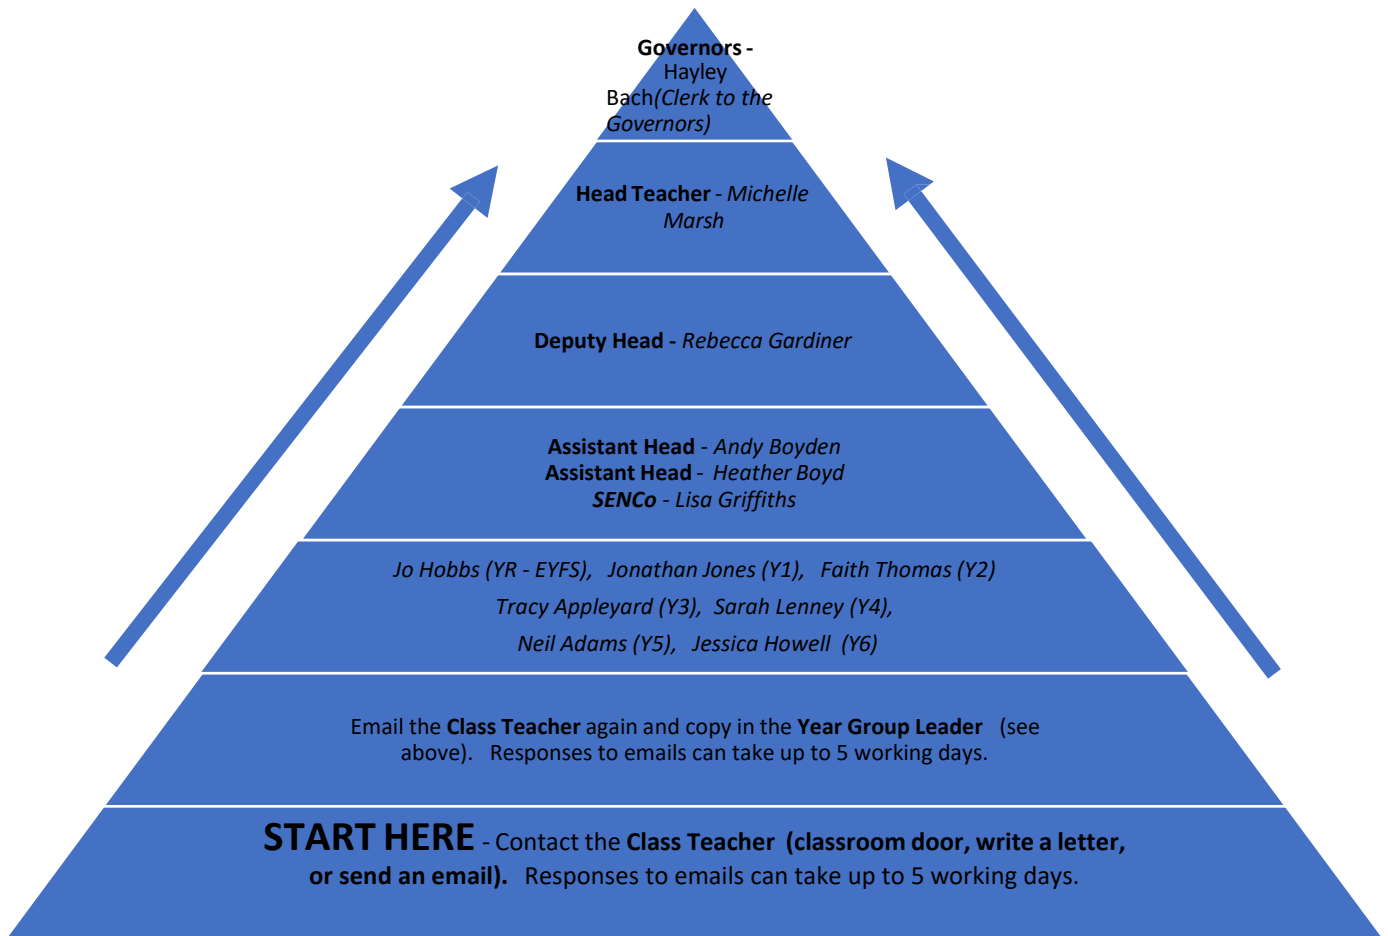 Governors -
Hayley
Bach(Clerk to the
Governors)
Head Teacher - Michelle
Marsh
Deputy Head - Rebecca Gardiner
Assistant Head - Andy Boyden
Assistant Head - Heather Boyd
SENCo - Lisa Griffiths
Jo Hobbs (YR - EYFS), Jonathan Jones (Y1), Faith Thomas (Y2)
Tracy Appleyard (Y3), Sarah Lenney (Y4),
Neil Adams (Y5), Jessica Howell (Y6)
Email the Class Teacher again and copy in the Year Group Leader (see
above). Responses to emails can take up to 5 working days.
START HERE - Contact the Class Teacher (classroom door, write a letter,
or send an email). Responses to emails can take up to 5 working days.